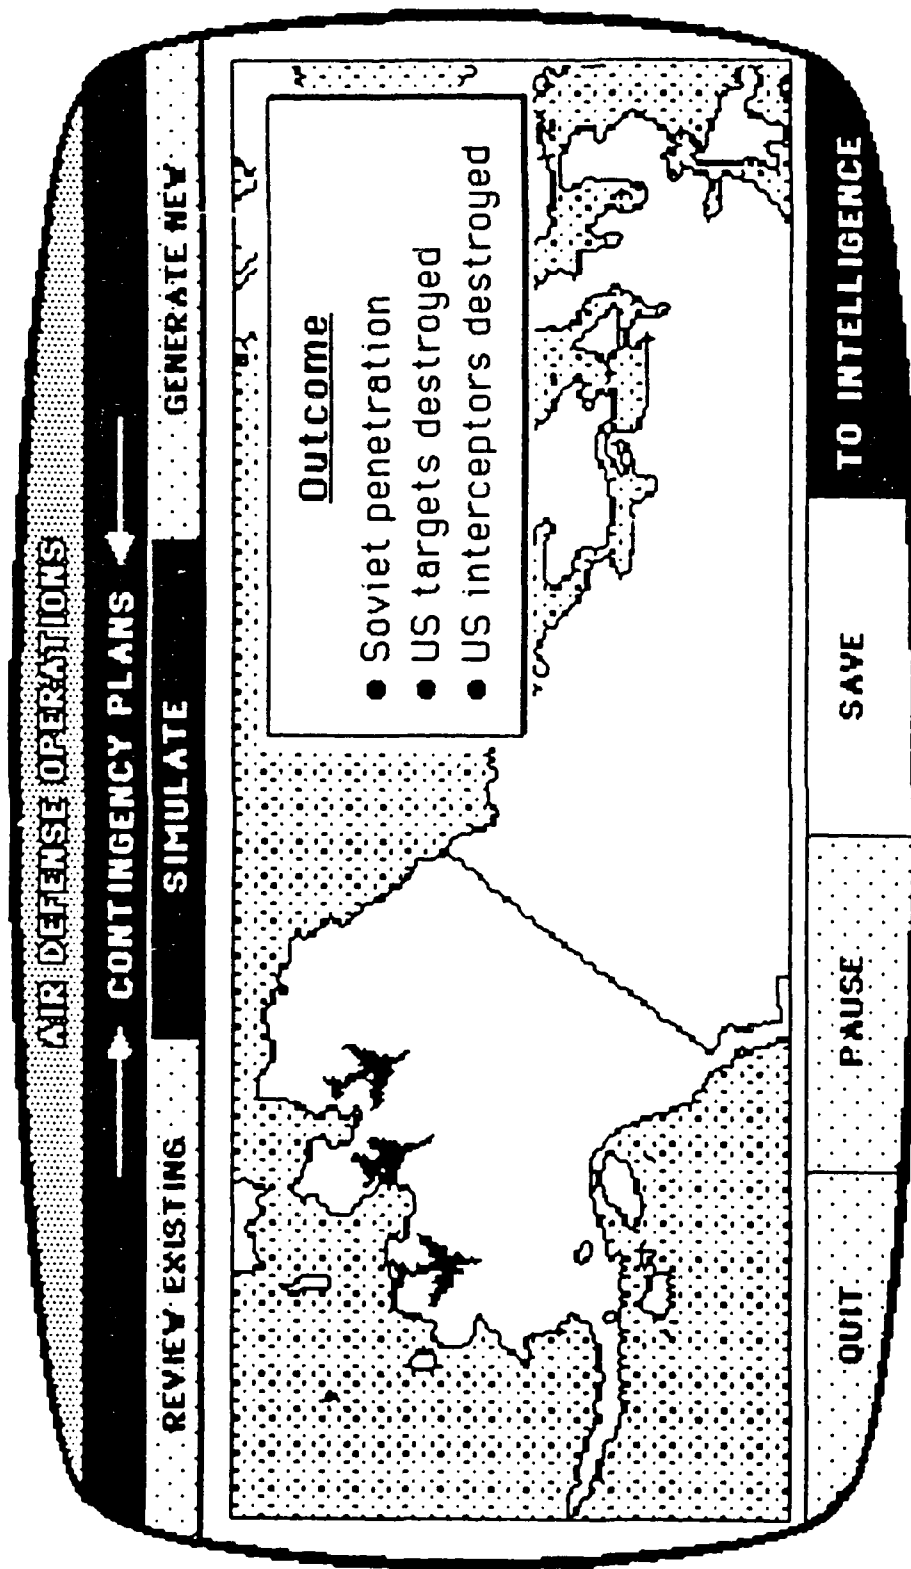 AIR DEFENSE OPERATIONS
CONTINGENCY PLANS
REVIEW EXISTING
SIMULATE
GENERATE NEW
Outcome
● Soviet penetration
● US targets destroyed
● US interceptors destroyed
QUIT
PAUSE
SAVE
TO INTELLIGENCE